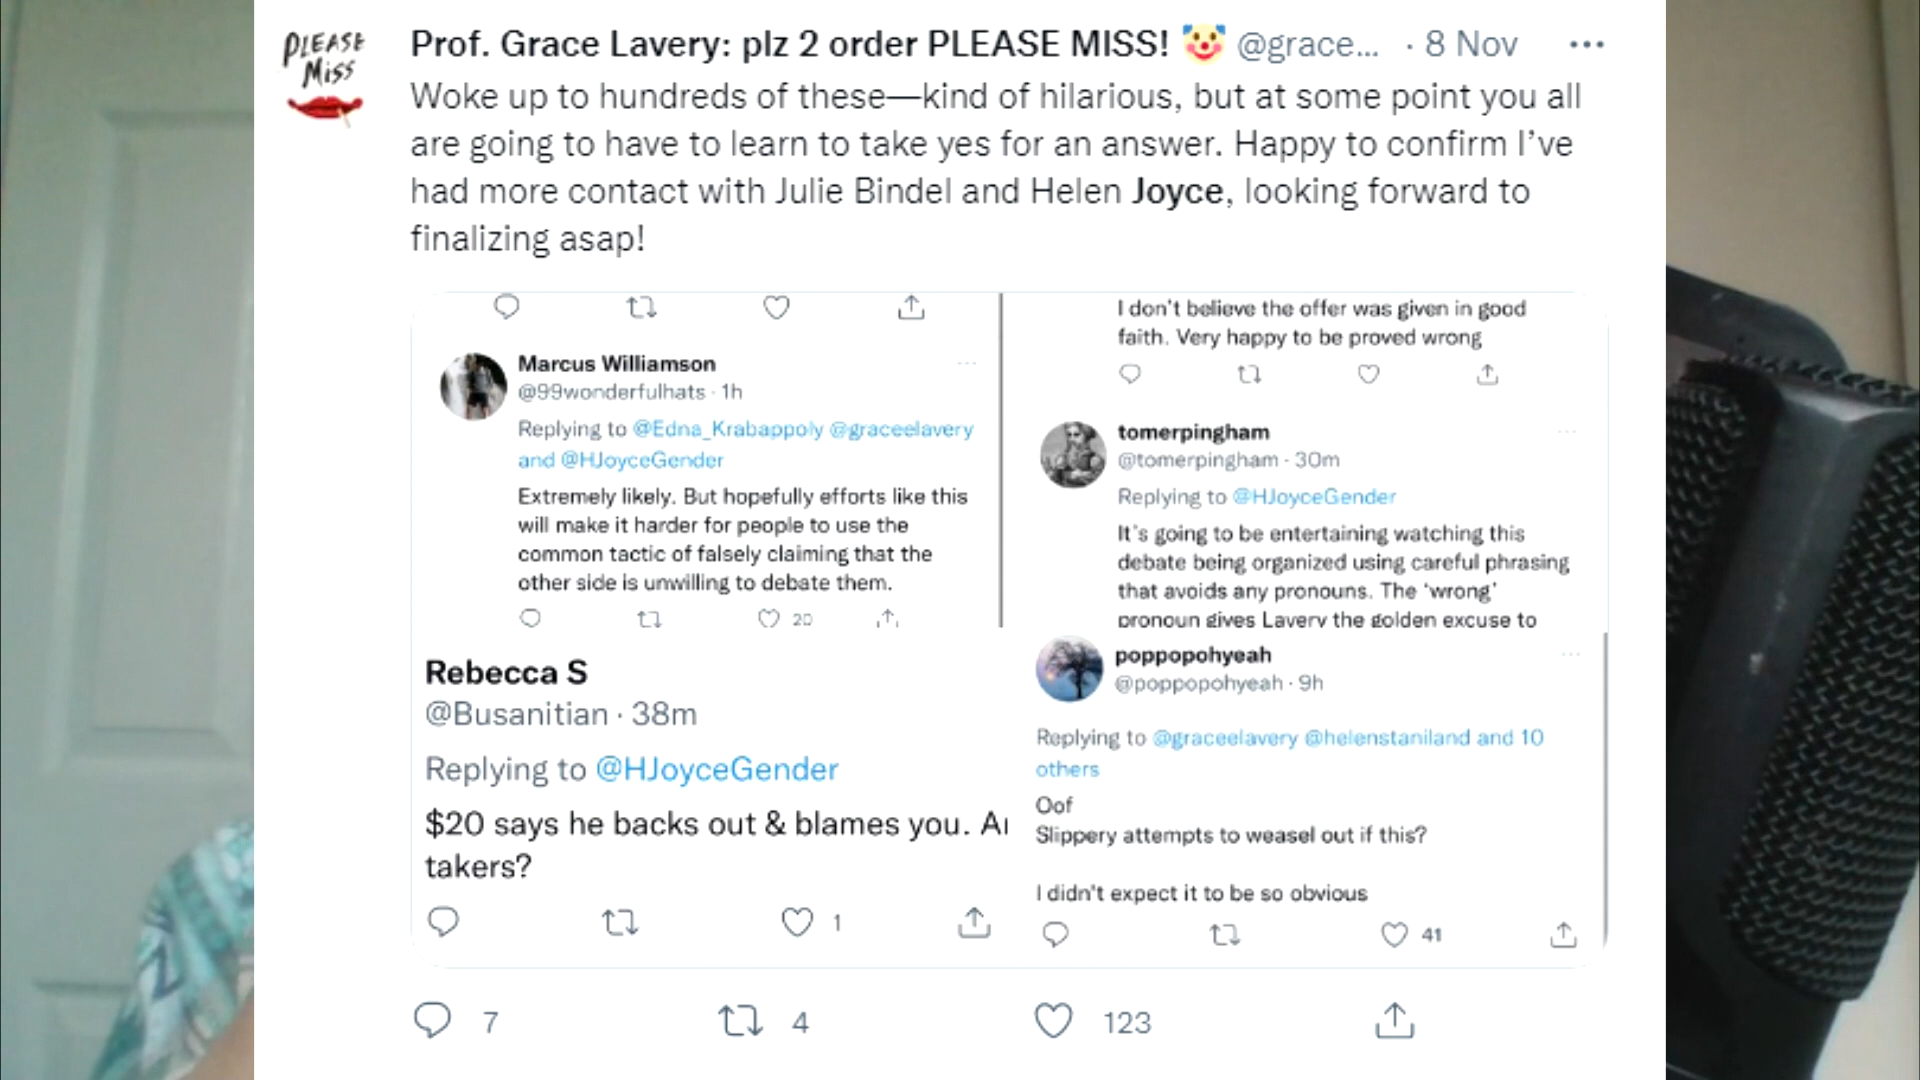 PLEASE
Miss
Prof. Grace Lavery: plz 2 order PLEASE MISS! 🤡 @grace... · 8 Nov
Woke up to hundreds of these—kind of hilarious, but at some point you all
are going to have to learn to take yes for an answer. Happy to confirm I've
had more contact with Julie Bindel and Helen Joyce, looking forward to
finalizing asap!
Marcus Williamson
@99wonderfulhats · 1h
Replying to @Edna_Krabappoly @graceelavery
and @HJoyceGender
Extremely likely. But hopefully efforts like this
will make it harder for people to use the
common tactic of falsely claiming that the
other side is unwilling to debate them.
20
I don't believe the offer was given in good
faith. Very happy to be proved wrong
tomerpingham
@tomerpingham · 30m
Replying to @HJoyceGender
It's going to be entertaining watching this
debate being organized using careful phrasing
that avoids any pronouns. The 'wrong'
pronoun gives Lavery the golden excuse to
Rebecca S
@Busanitian · 38m
Replying to @HJoyceGender
$20 says he backs out & blames you.
takers?
1
poppopohyeah
@poppopohyeah · 9h
Replying to @graceelavery @helenstaniland and 10
others
Oof
Slippery attempts to weasel out if this?
I didn't expect it to be so obvious
41
7
4
123